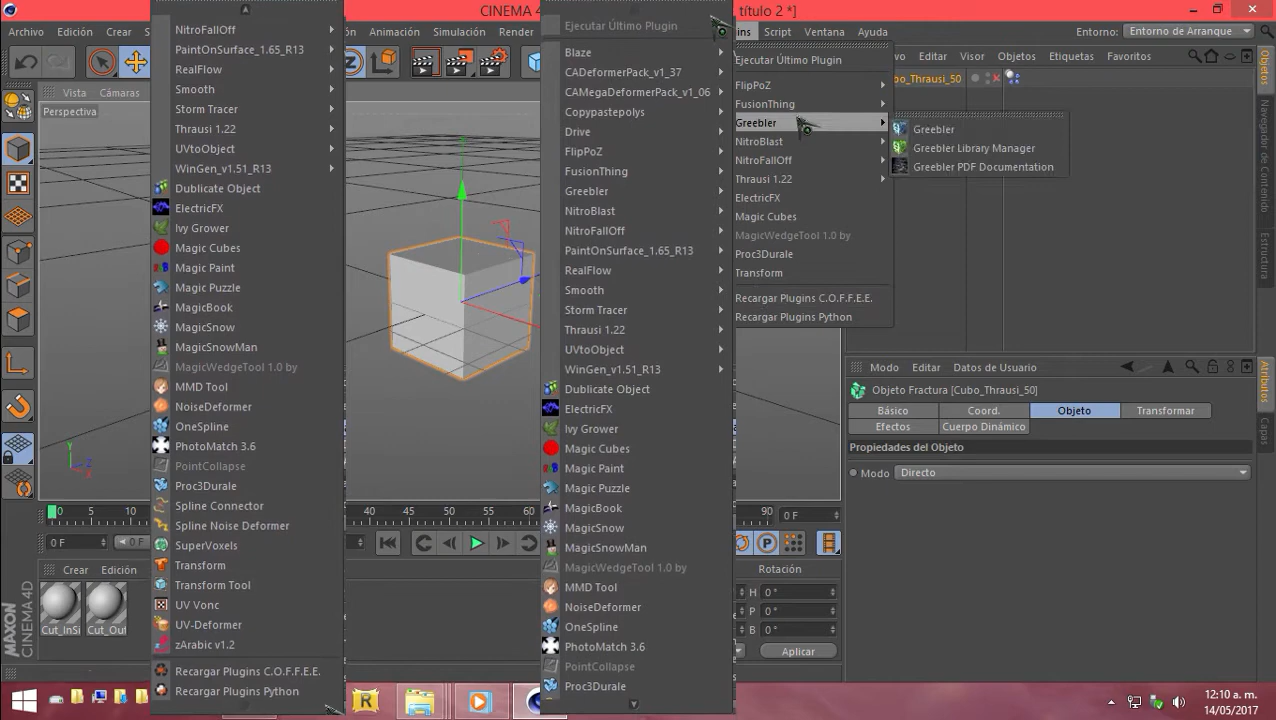 CINEMA 4D
título 2 *]
Archivo Edición Crear S
Animación Simulación Render
ins Script Ventana Ayuda
Entorno: Entorno de Arranque
Vista Cámaras
Perspectiva
Y
Z
X
NitroFallOff
PaintOnSurface_1.65_R13
RealFlow
Smooth
Storm Tracer
Thrausi 1.22
UVtoObject
WinGen_v1.51_R13
Dublicate Object
ElectricFX
Ivy Grower
Magic Cubes
Magic Paint
Magic Puzzle
MagicBook
MagicSnow
MagicSnowMan
MagicWedgeTool 1.0 by
MMD Tool
NoiseDeformer
OneSpline
PhotoMatch 3.6
PointCollapse
Proc3Durale
Spline Connector
Spline Noise Deformer
SuperVoxels
Transform
Transform Tool
UV Vonc
UV-Deformer
zArabic v1.2
Recargar Plugins C.O.F.F.E.E.
Recargar Plugins Python
Ejecutar Último Plugin
Blaze
CADeformerPack_v1_37
CAMegaDeformerPack_v1_06
Copypastepolys
Drive
FlipPoZ
FusionThing
Greebler
NitroBlast
NitroFallOff
PaintOnSurface_1.65_R13
RealFlow
Smooth
Storm Tracer
Thrausi 1.22
UVtoObject
WinGen_v1.51_R13
Dublicate Object
ElectricFX
Ivy Grower
Magic Cubes
Magic Paint
Magic Puzzle
MagicBook
MagicSnow
MagicSnowMan
MagicWedgeTool 1.0 by
MMD Tool
NoiseDeformer
OneSpline
PhotoMatch 3.6
PointCollapse
Proc3Durale
Ejecutar Último Plugin
FlipPoZ
FusionThing
Greebler
NitroBlast
NitroFallOff
Thrausi 1.22
ElectricFX
Magic Cubes
MagicWedgeTool 1.0 by
Proc3Durale
Transform
Recargar Plugins C.O.F.F.E.E.
Recargar Plugins Python
Greebler
Greebler Library Manager
Greebler PDF Documentation
ivo Editar Visor Objetos Etiquetas Favoritos
ubo_Thrausi_50
Objetos
Navegador de Contenido
Estructura
Modo Editar Datos de Usuario
Objeto Fractura [Cubo_Thrausi_50]
Básico Coord. Objeto Transformar
Efectos Cuerpo Dinámico
Propiedades del Objeto
Modo Directo
Atributos
Capas
0 5 10
40 45 50 55 60
90 0 F
0 F 0 F
P
Crear Edición
Cut_InSi Cut_Out
MAXON
CINEMA 4D
Rotación
H 0 °
P 0 °
B 0 °
Aplicar
R
12:10 a. m.
14/05/2017